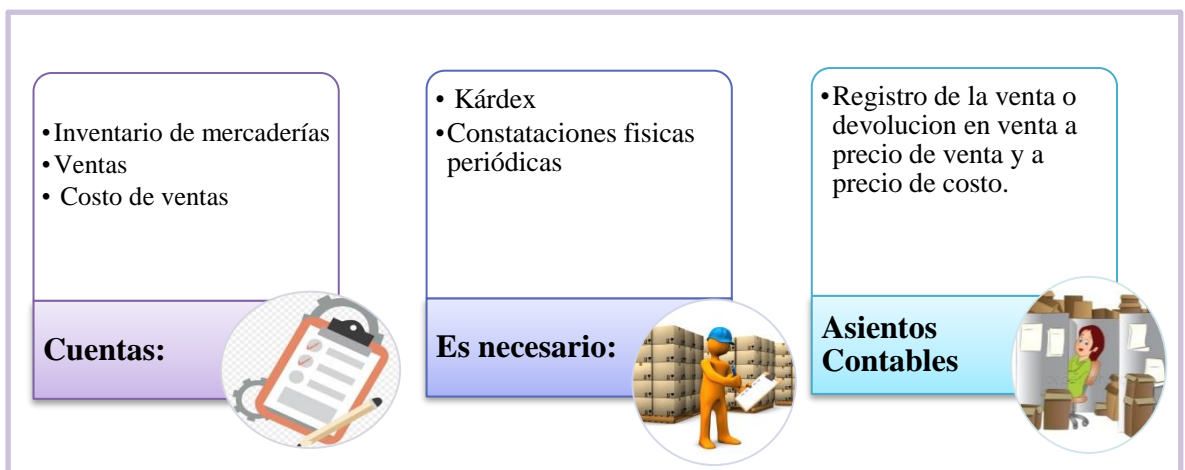 •Inventario de mercaderías
•Ventas
• Costo de ventas
Cuentas:
• Kárdex
•Constataciones fisicas
periódicas
Es necesario:
•Registro de la venta o
devolucion en venta a
precio de venta y a
precio de costo.
Asientos
Contables